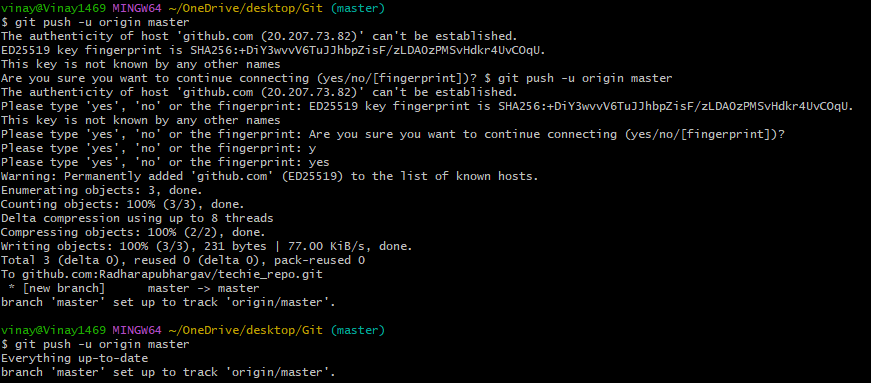 vinay@Vinay1469 MINGW64 ~/OneDrive/desktop/Git (master)
$ git push -u origin master
The authenticity of host 'github.com (20.207.73.82)' can't be established.
ED25519 key fingerprint is SHA256:+DiY3wvvV6TuJJhbpZisF/zLDA0zPMSvHdkr4UvCOqU.
This key is not known by any other names
Are you sure you want to continue connecting (yes/no/[fingerprint])? $ git push -u origin master
The authenticity of host 'github.com (20.207.73.82)' can't be established.
Please type 'yes', 'no' or the fingerprint: ED25519 key fingerprint is SHA256:+DiY3wvvV6TuJJhbpZisF/zLDA0zPMSvHdkr4UvCOqU.
This key is not known by any other names
Please type 'yes', 'no' or the fingerprint: Are you sure you want to continue connecting (yes/no/[fingerprint])?
Please type 'yes', 'no' or the fingerprint: y
Please type 'yes', 'no' or the fingerprint: yes
Warning: Permanently added 'github.com' (ED25519) to the list of known hosts.
Enumerating objects: 3, done.
Counting objects: 100% (3/3), done.
Delta compression using up to 8 threads
Compressing objects: 100% (2/2), done.
Writing objects: 100% (3/3), 231 bytes | 77.00 KiB/s, done.
Total 3 (delta 0), reused 0 (delta 0), pack-reused 0
To github.com:Radharapubhargav/techie_repo.git
 * [new branch]      master -> master
branch 'master' set up to track 'origin/master'.
vinay@Vinay1469 MINGW64 ~/OneDrive/desktop/Git (master)
$ git push -u origin master
Everything up-to-date
branch 'master' set up to track 'origin/master'.